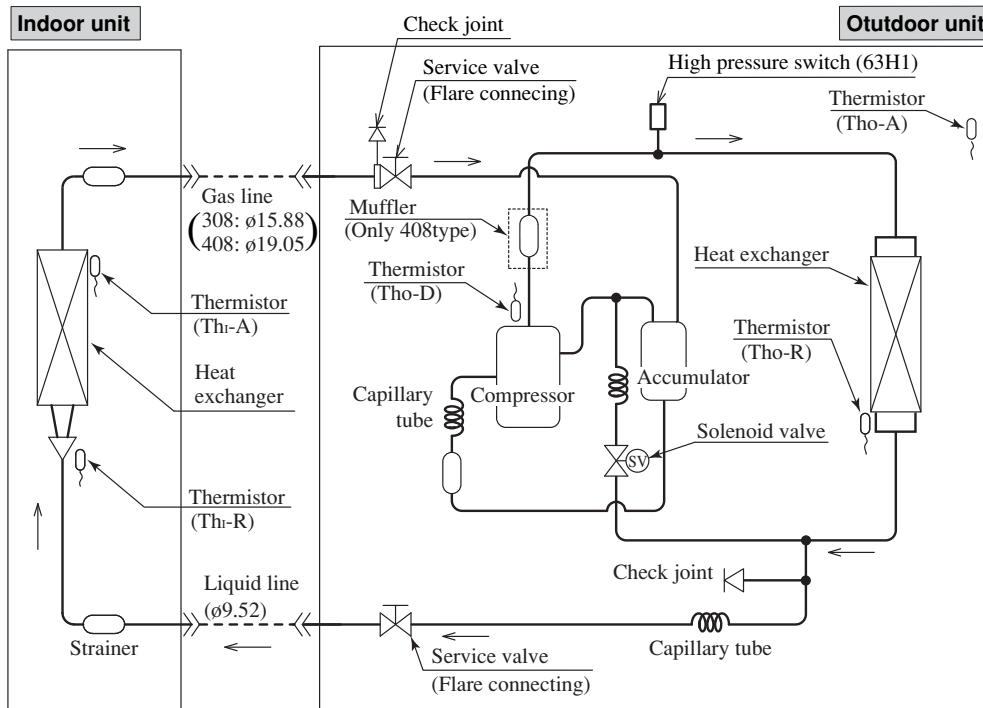 Indoor unit
Otutdoor unit
Check joint
Service valve
(Flare connecing)
High pressure switch (63H1)
Thermistor
(Tho-A)
Gas line
(308: ø15.88
408: ø19.05)
Muffler
(Only 408type)
Thermistor
(Tho-D)
Heat exchanger
Thermistor
(ThI-A)
Thermistor
(Tho-R)
Heat
exchanger
Capillary
tube
Compressor
Accumulator
Solenoid valve
SV
Thermistor
(ThI-R)
Check joint
Liquid line
(ø9.52)
Strainer
Service valve
(Flare connecting)
Capillary tube